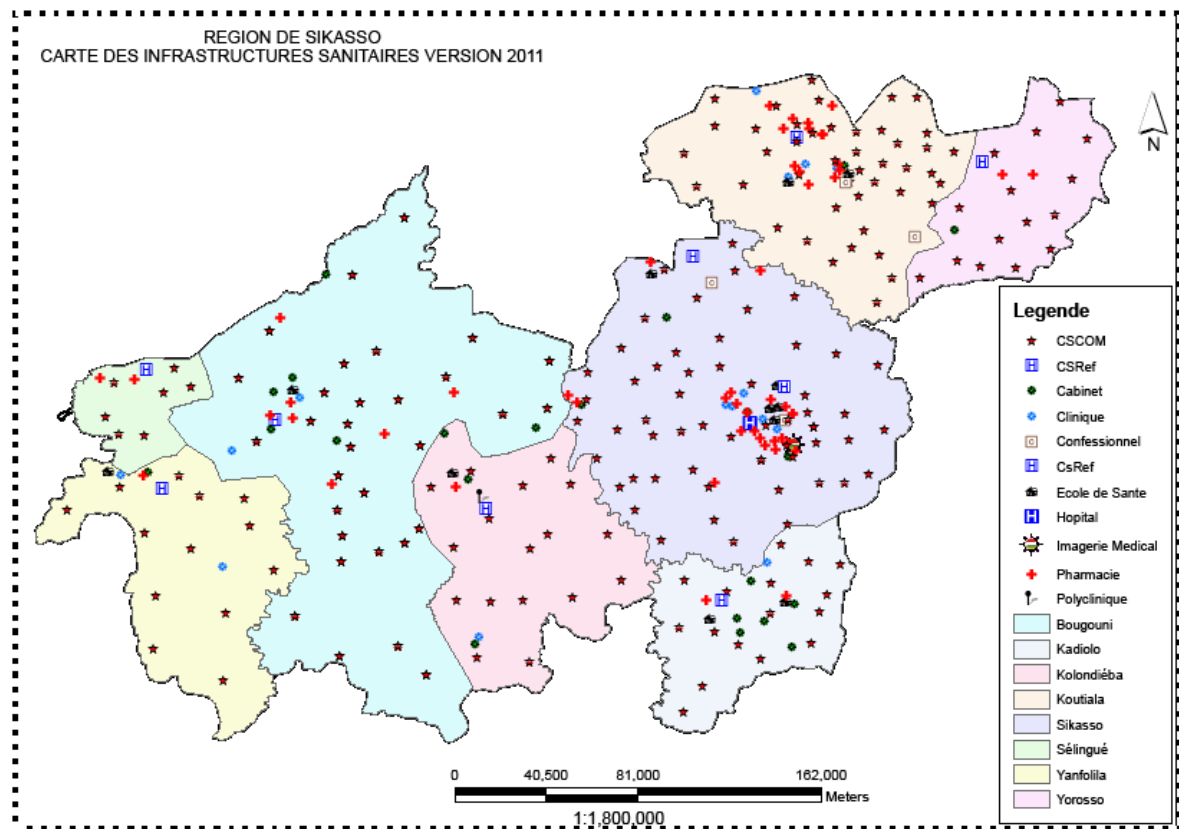 REGION DE SIKASSO
CARTE DES INFRASTRUCTURES SANITAIRES VERSION 2011
N
Legende
CSCOM
CSRef
Cabinet
Clinique
Confessionnel
CsRef
Ecole de Sante
Hopital
Imagerie Medical
Pharmacie
Polyclinique
Bougouni
Kadiolo
Kolondiéba
Koutiala
Sikasso
Sélingué
Yanfolila
Yorosso
0 40,500 81,000 162,000
Meters
1:1,800,000